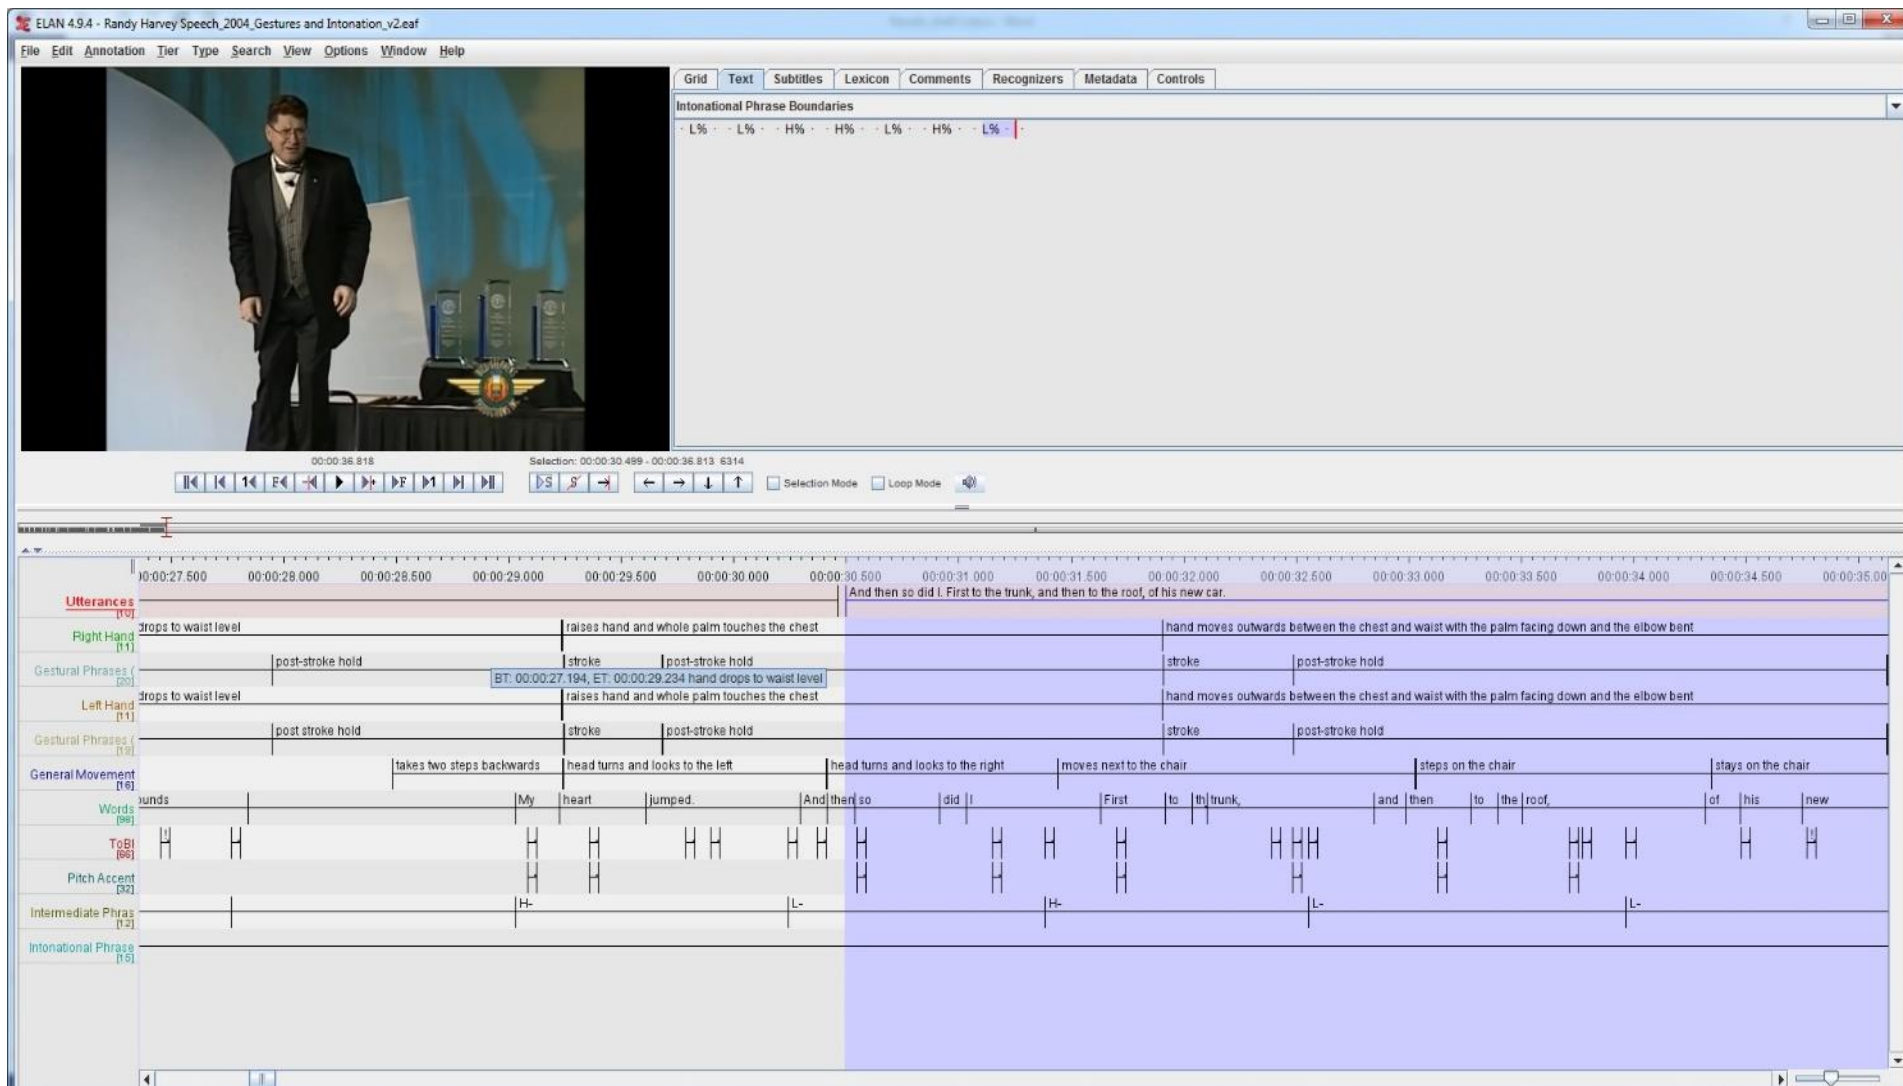 ELAN 4.9.4 - Randy Harvey Speech_2004_Gestures and Intonation_v2.eaf
File Edit Annotation Tier Type Search View Options Window Help
Grid Text Subtitles Lexicon Comments Recognizers Metadata Controls
Intonational Phrase Boundaries
· L% · · L% · · H% · · H% · · L% · · H% · · L% · ·
00:00:36.818 Selection: 00:00:30.499 - 00:00:36.813 6314
Selection Mode Loop Mode
00:00:27.500 00:00:28.000 00:00:28.500 00:00:29.000 00:00:29.500 00:00:30.000 00:00:30.500 00:00:31.000 00:00:31.500 00:00:32.000 00:00:32.500 00:00:33.000 00:00:33.500 00:00:34.000 00:00:34.500 00:00:35.00
Utterances [10] And then so did I. First to the trunk, and then to the roof, of his new car.
Right Hand [11] drops to waist level raises hand and whole palm touches the chest hand moves outwards between the chest and waist with the palm facing down and the elbow bent
Gestural Phrases ( [20] post-stroke hold stroke post-stroke hold stroke post-stroke hold
BT: 00:00:27.194, ET: 00:00:29.234 hand drops to waist level
Left Hand [11] drops to waist level raises hand and whole palm touches the chest hand moves outwards between the chest and waist with the palm facing down and the elbow bent
Gestural Phrases ( [19] post stroke hold stroke post-stroke hold stroke post-stroke hold
General Movement [16] takes two steps backwards head turns and looks to the left head turns and looks to the right moves next to the chair steps on the chair stays on the chair
Words [98] ounds My heart jumped. And then so did I First to th trunk, and then to the roof, of his new
ToBI [66]
Pitch Accent [32]
Intermediate Phras [12] H- L- H- L- L-
Intonational Phrase [15]